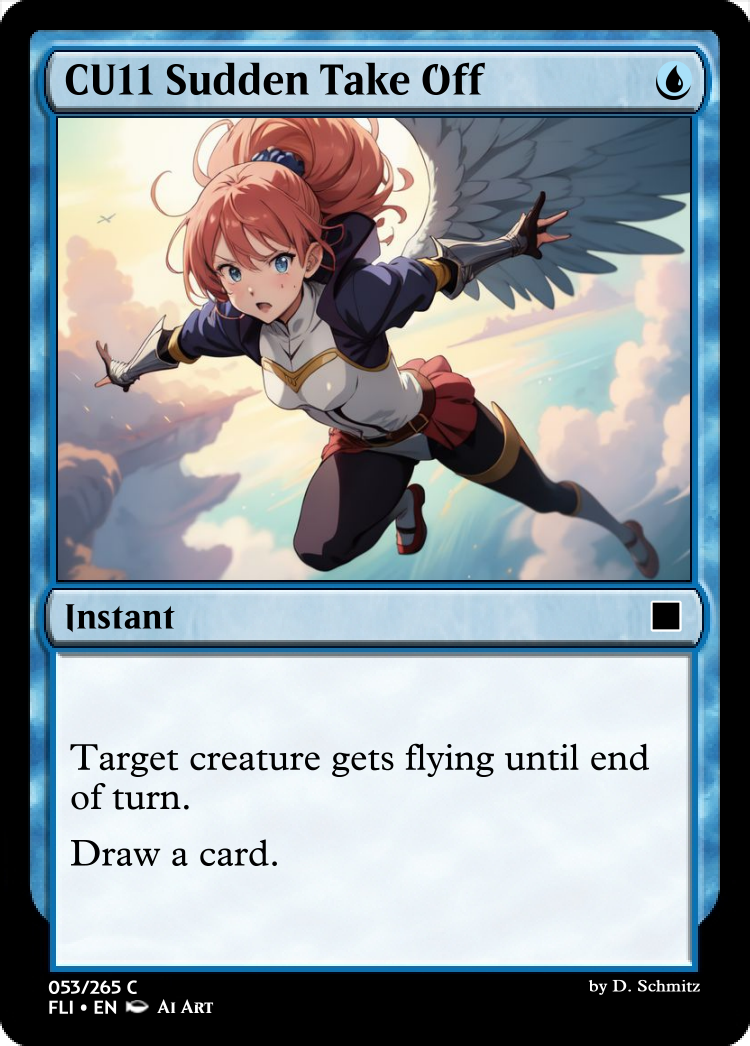 CU11 Sudden Take Off
Instant
Target creature gets flying until end
of turn.
Draw a card.
053/265 C
by D. Schmitz
FLI • EN AI ART